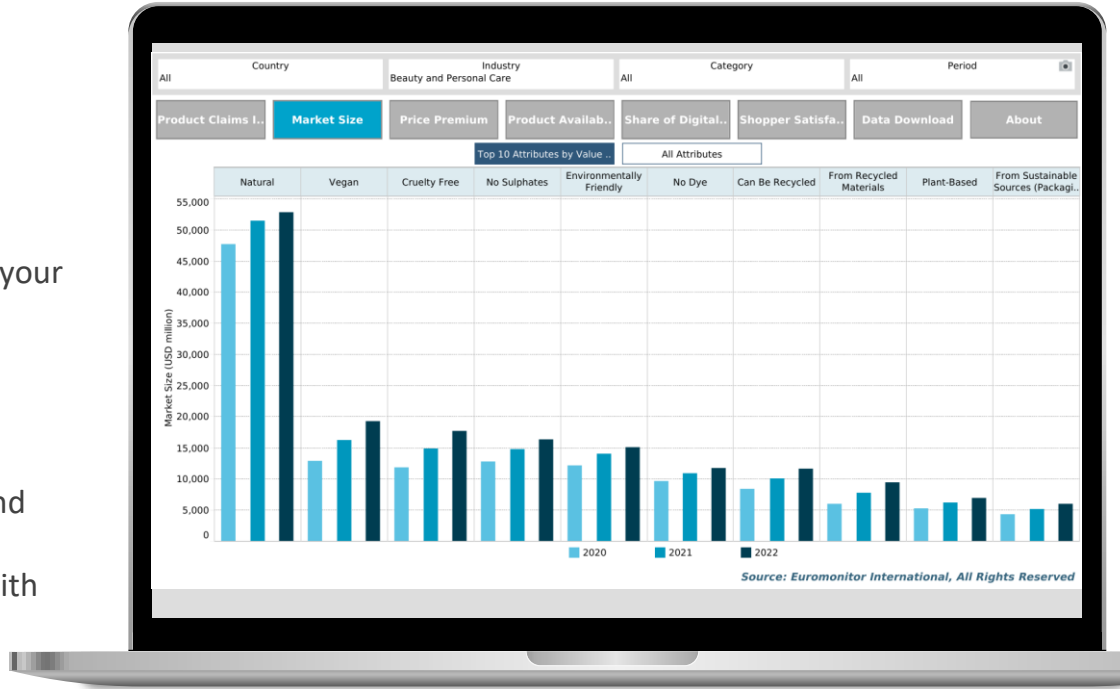 your
nd
ith
Country
All
Industry
Beauty and Personal Care
Category
All
Period
All
Product Claims I..
Market Size
Price Premium
Product Availab..
Share of Digital..
Shopper Satisfa..
Data Download
About
Top 10 Attributes by Value ..
All Attributes
Natural
Vegan
Cruelty Free
No Sulphates
Environmentally
Friendly
No Dye
Can Be Recycled
From Recycled
Materials
Plant-Based
From Sustainable
Sources (Packagi..
Market Size (USD million)
55,000
50,000
45,000
40,000
35,000
30,000
25,000
20,000
15,000
10,000
5,000
0
2020
2021
2022
Source: Euromonitor International, All Rights Reserved